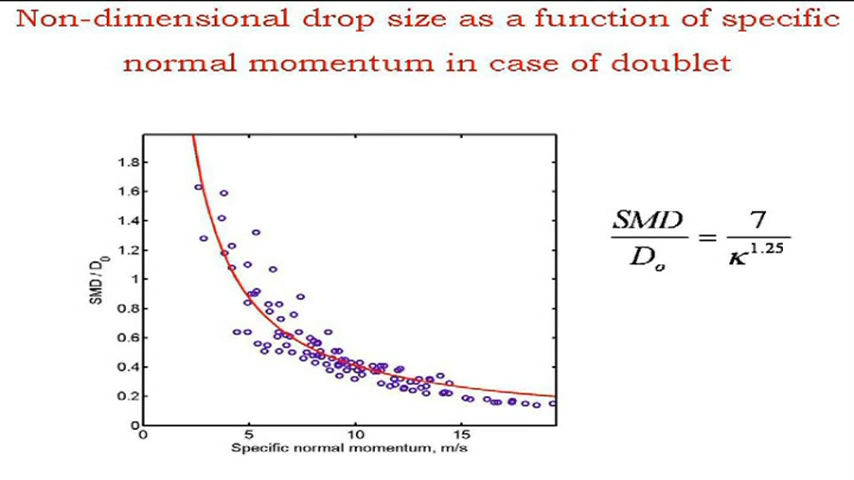 Non-dimensional drop size as a function of specific
normal momentum in case of doublet
1.8
1.6
1.4
1.2
1
0.8
0.6
0.4
0.2
0
SMD / D0
0 5 10 15
Specific normal momentum, m/s
SMD/Do = 7/κ^1.25